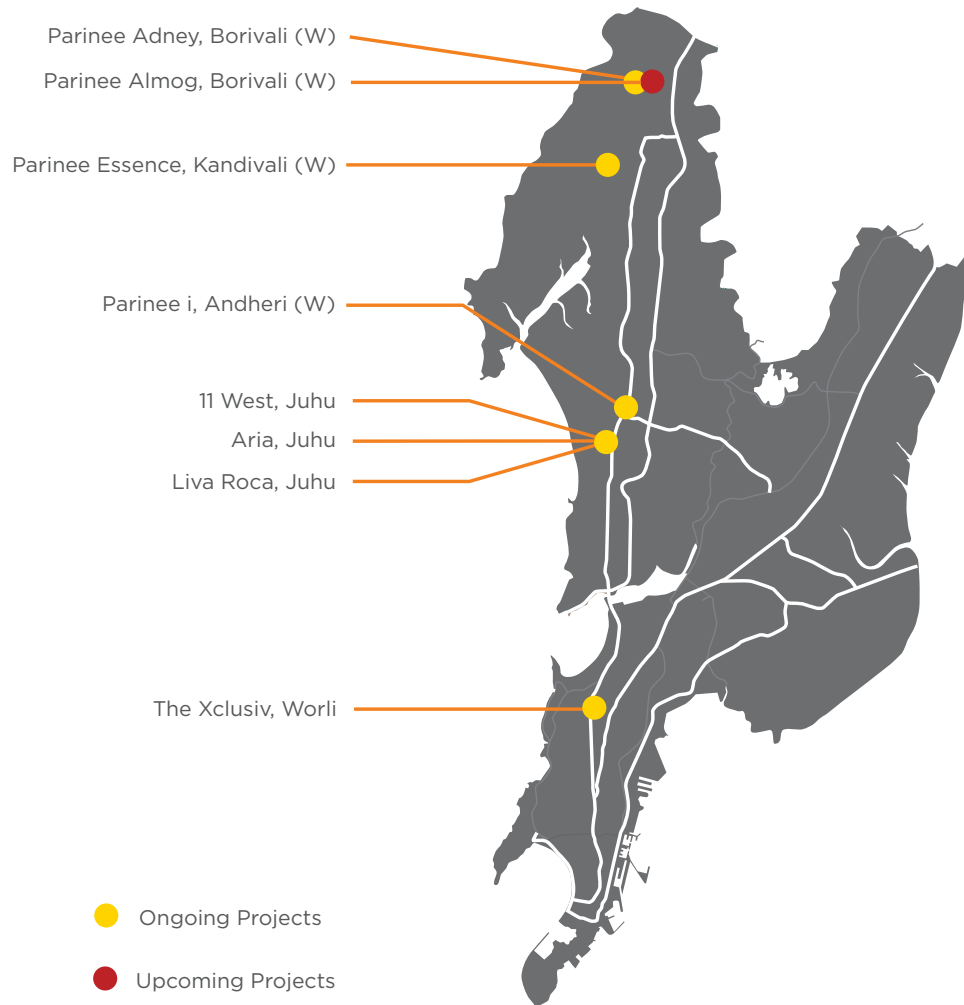 Parinee Adney, Borivali (W)
Parinee Almog, Borivali (W)
Parinee Essence, Kandivali (W)
Parinee i, Andheri (W)
11 West, Juhu
Aria, Juhu
Liva Roca, Juhu
The Xclusiv, Worli
Ongoing Projects
Upcoming Projects